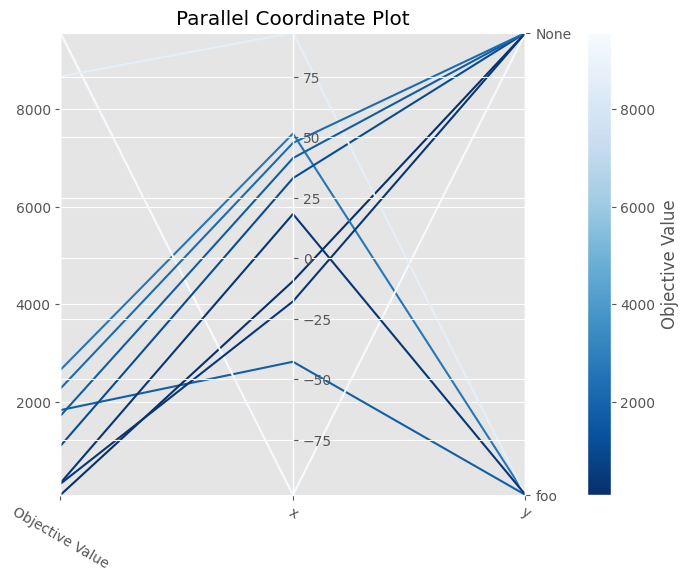 Parallel Coordinate Plot
None
75
8000
8000
50
6000
25
6000
0
4000
−25
4000
−50
2000
2000
−75
foo
Objective Value
x
y
Objective Value